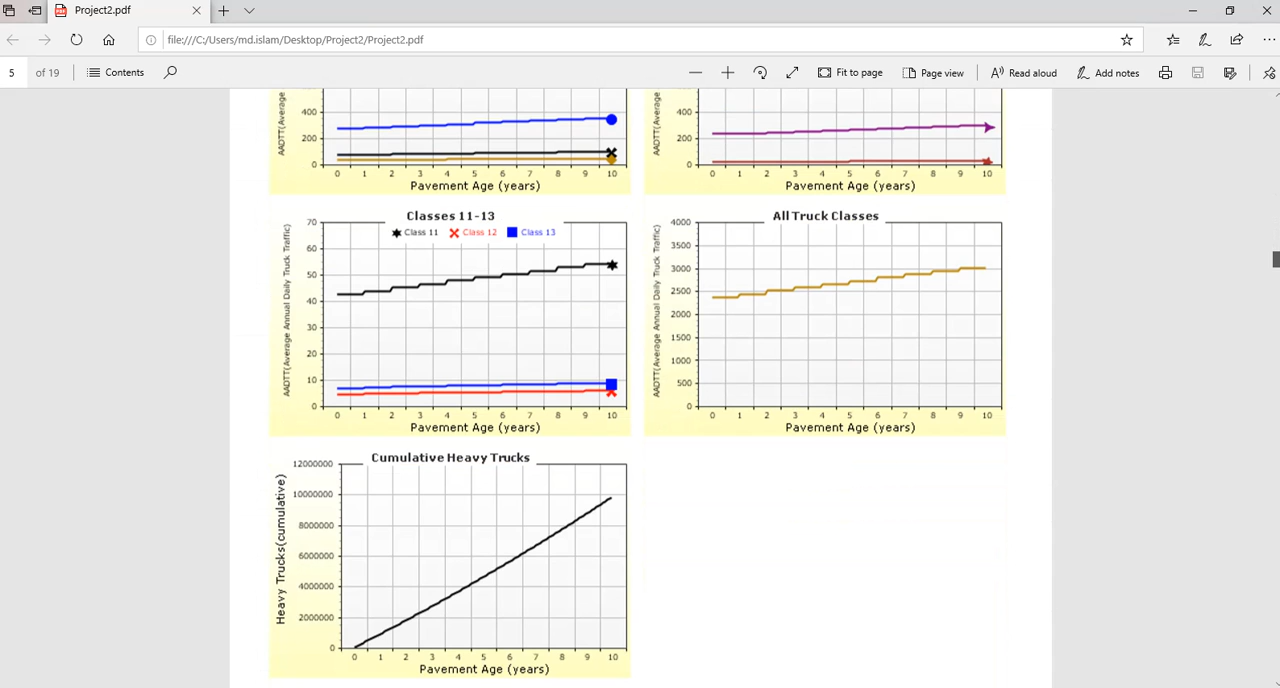 Project2.pdf
file:///C:/Users/md.islam/Desktop/Project2/Project2.pdf
5 of 19 Contents Fit to page Page view Read aloud Add notes
AADTT(Average
400
200
0
0 1 2 3 4 5 6 7 8 9 10
Pavement Age (years)
AADTT(Average
400
200
0
0 1 2 3 4 5 6 7 8 9 10
Pavement Age (years)
Classes 11-13
Class 11 Class 12 Class 13
AADTT(Average Annual Daily Truck Traffic)
70
60
50
40
30
20
10
0
0 1 2 3 4 5 6 7 8 9 10
Pavement Age (years)
All Truck Classes
AADTT(Average Annual Daily Truck Traffic)
4000
3500
3000
2500
2000
1500
1000
500
0
0 1 2 3 4 5 6 7 8 9 10
Pavement Age (years)
Cumulative Heavy Trucks
Heavy Trucks(cumulative)
12000000
10000000
8000000
6000000
4000000
2000000
0
0 1 2 3 4 5 6 7 8 9 10
Pavement Age (years)